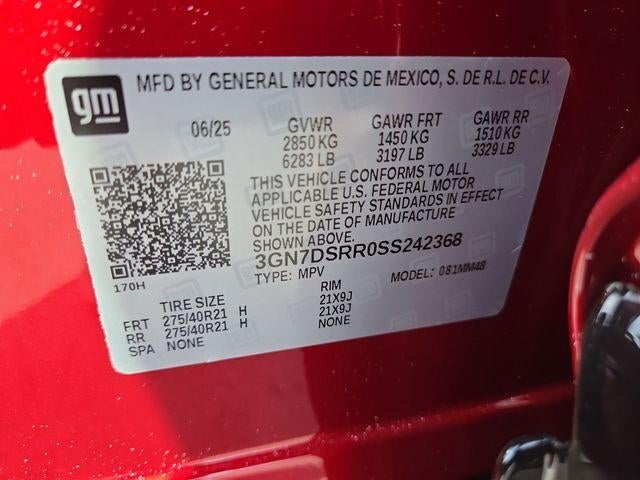 gm
MFD BY GENERAL MOTORS DE MEXICO, S. DE R.L. DE C.V.
06/25 GVWR GAWR FRT GAWR RR
2850 KG 1450 KG 1510 KG
6283 LB 3197 LB 3329 LB
THIS VEHICLE CONFORMS TO ALL
APPLICABLE U.S. FEDERAL MOTOR
VEHICLE SAFETY STANDARDS IN EFFECT
ON THE DATE OF MANUFACTURE
SHOWN ABOVE.
3GN7DSRR0SS242368
TYPE: MPV MODEL: 081MM48
170H
TIRE SIZE RIM
FRT 275/40R21 H 21X9J
RR 275/40R21 H 21X9J
SPA NONE NONE